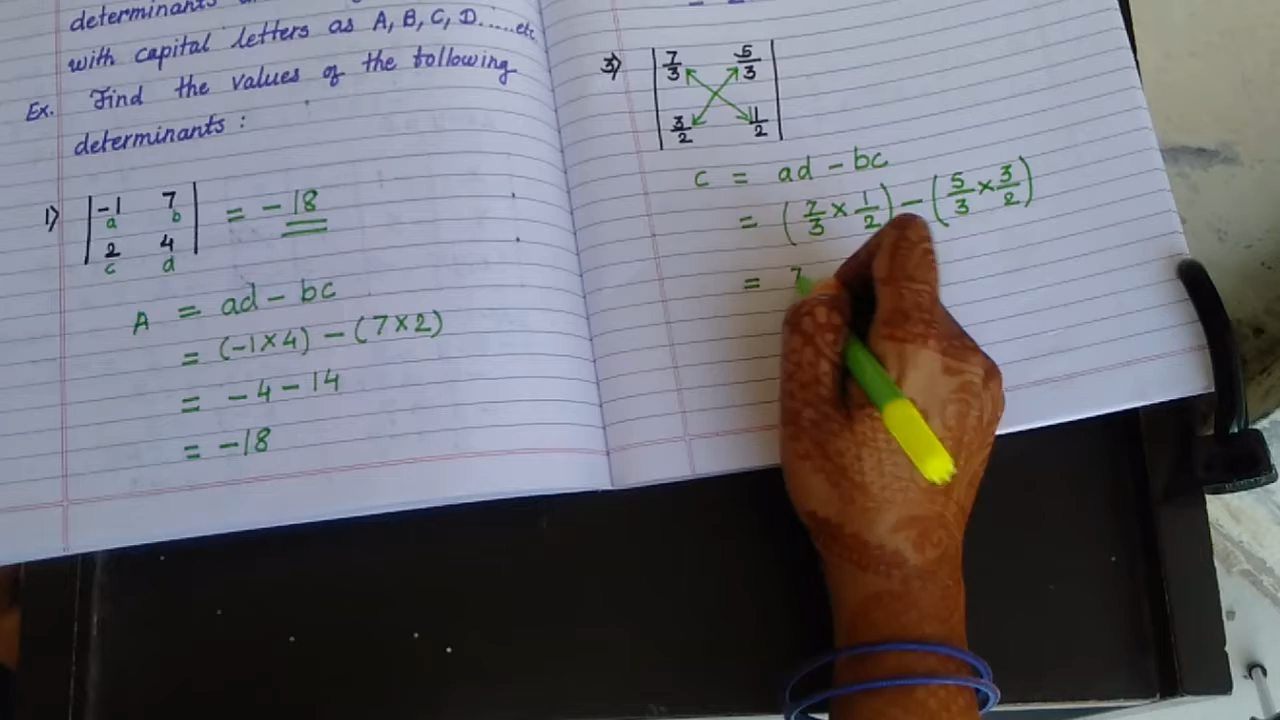 determinants
with capital letters as A, B, C, D.....etc.
Ex. Find the values of the following
determinants :
1) | -1 7 | = -18
a b
| 2 4 |
c d
A = ad - bc
= (-1×4) - (7×2)
= -4 - 14
= -18
3) | 7/3 5/3 |
| 3/2 1/2 |
C = ad - bc
= (7/3 × 1/2) - (5/3 × 3/2)
= 7